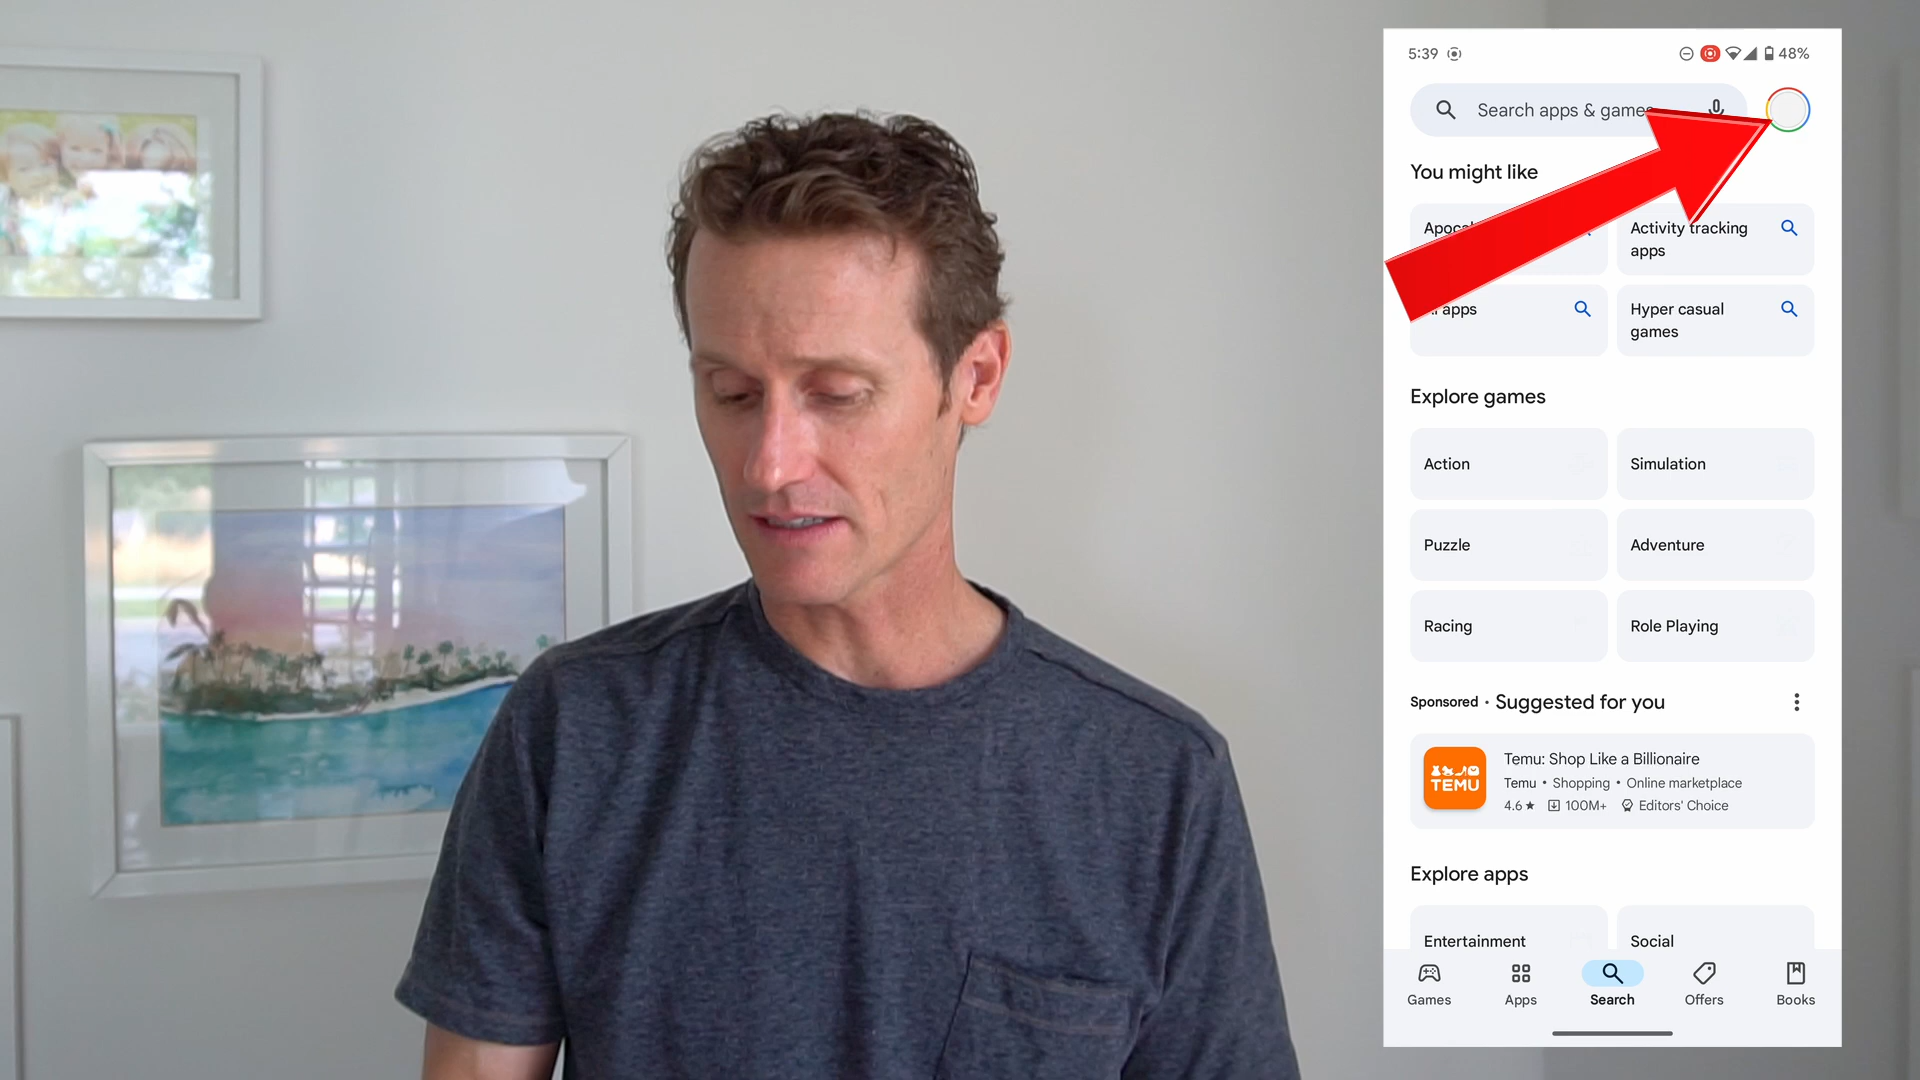 5:39
48%
Search apps & games
You might like
Activity tracking
apps
apps
Hyper casual
games
Explore games
Action
Simulation
Puzzle
Adventure
Racing
Role Playing
Sponsored • Suggested for you
TEMU
Temu: Shop Like a Billionaire
Temu • Shopping • Online marketplace
4.6 ★ 100M+ Editors' Choice
Explore apps
Entertainment
Social
Games
Apps
Search
Offers
Books